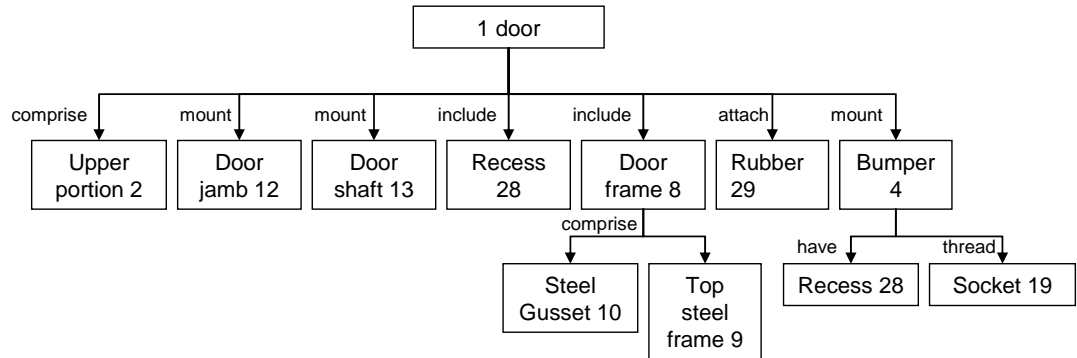 1 door
comprise
mount
mount
include
include
attach
mount
Upper
portion 2
Door
jamb 12
Door
shaft 13
Recess
28
Door
frame 8
Rubber
29
Bumper
4
comprise
have
thread
Steel
Gusset 10
Top
steel
frame 9
Recess 28
Socket 19